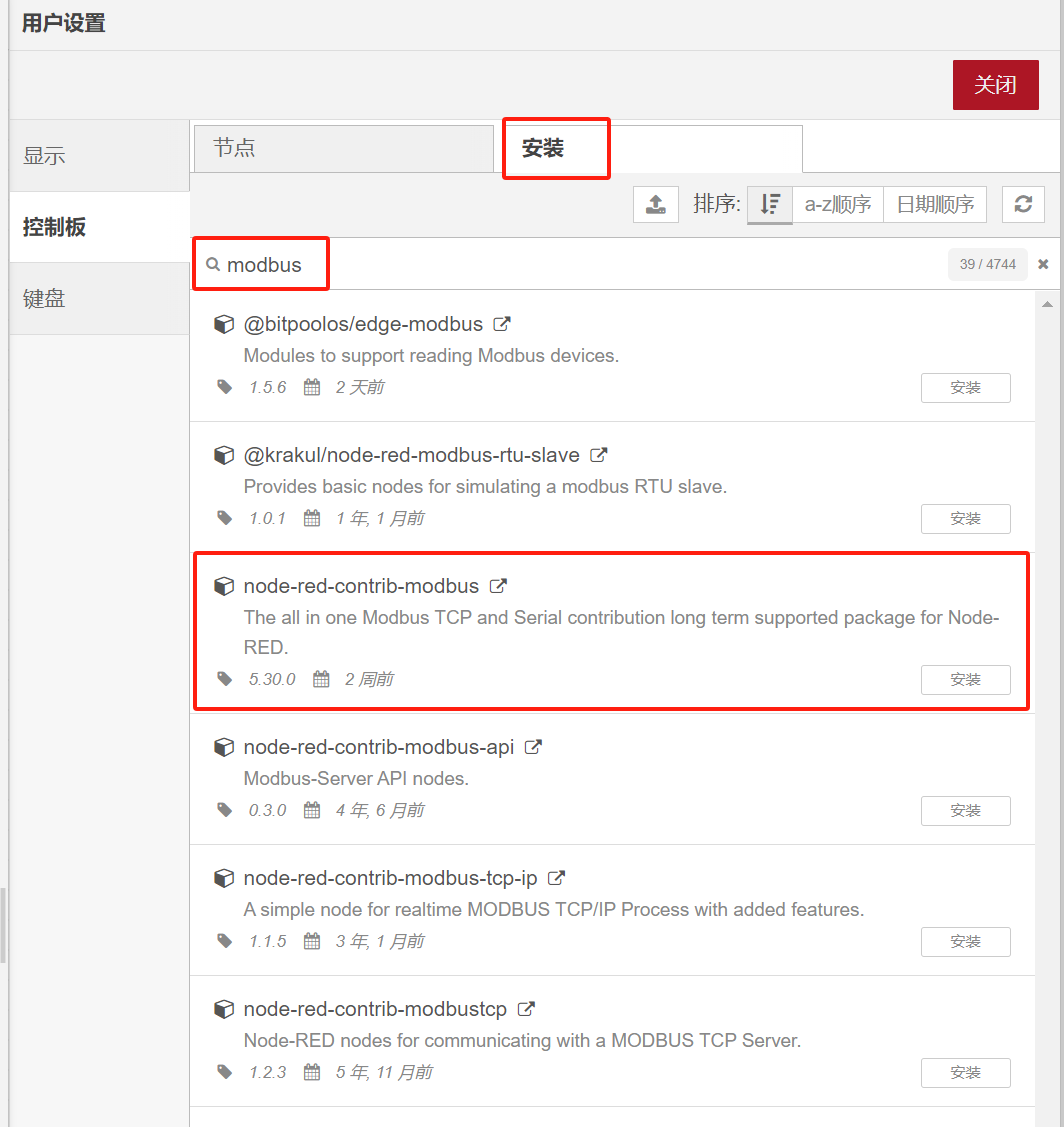 用户设置
关闭
显示
控制板
键盘
节点
安装
排序:
a-z顺序
日期顺序
modbus
39 / 4744
@bitpoolos/edge-modbus
Modules to support reading Modbus devices.
1.5.6 2 天前
安装
@krakul/node-red-modbus-rtu-slave
Provides basic nodes for simulating a modbus RTU slave.
1.0.1 1 年, 1 月前
安装
node-red-contrib-modbus
The all in one Modbus TCP and Serial contribution long term supported package for Node-
RED.
5.30.0 2 周前
安装
node-red-contrib-modbus-api
Modbus-Server API nodes.
0.3.0 4 年, 6 月前
安装
node-red-contrib-modbus-tcp-ip
A simple node for realtime MODBUS TCP/IP Process with added features.
1.1.5 3 年, 1 月前
安装
node-red-contrib-modbustcp
Node-RED nodes for communicating with a MODBUS TCP Server.
1.2.3 5 年, 11 月前
安装